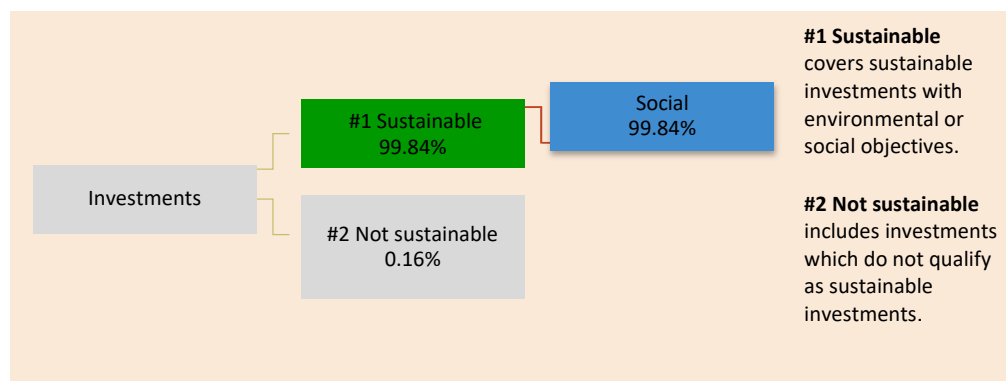 Investments
#1 Sustainable
99.84%
Social
99.84%
#2 Not sustainable
0.16%
#1 Sustainable
covers sustainable
investments with
environmental or
social objectives.
#2 Not sustainable
includes investments
which do not qualify
as sustainable
investments.